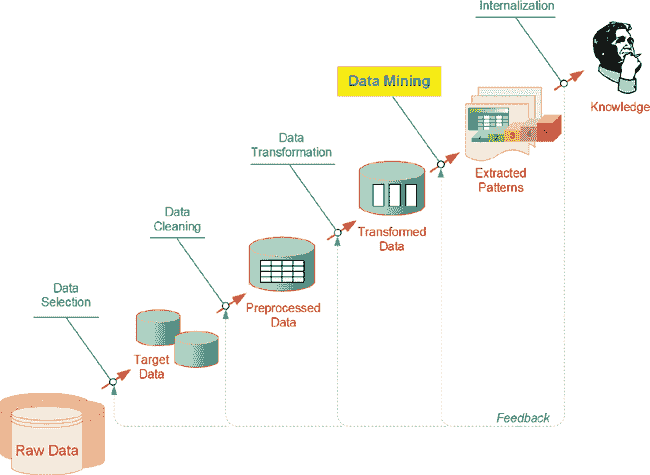 Internalization
Knowledge
Data Mining
Extracted
Patterns
Data
Transformation
Transformed
Data
Data
Cleaning
Preprocessed
Data
Data
Selection
Target
Data
Raw Data
Feedback